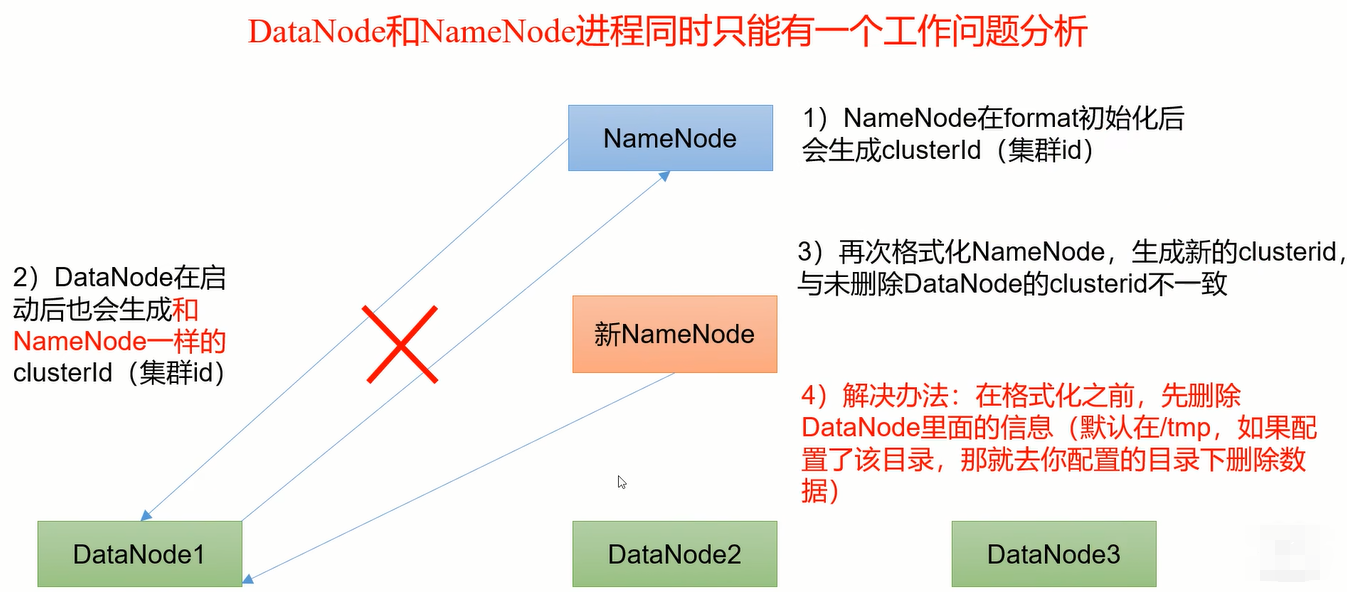 DataNode和NameNode进程同时只能有一个工作问题分析
NameNode
1）NameNode在format初始化后
会生成clusterId（集群id）
2）DataNode在启
动后也会生成和
NameNode一样的
clusterId（集群id）
3）再次格式化NameNode，生成新的clusterid，
与未删除DataNode的clusterid不一致
新NameNode
4）解决办法：在格式化之前，先删除
DataNode里面的信息（默认在/tmp，如果配
置了该目录，那就去你配置的目录下删除数
据）
DataNode1
DataNode2
DataNode3